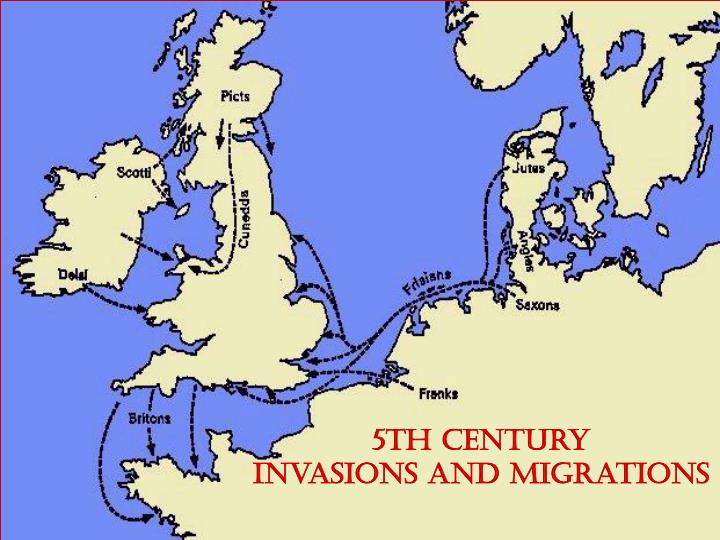 Picts
Scotti
Jutes
Cunedda
Angles
Deisi
Frisians
Saxons
Franks
Britons
5TH CENTURY
INVASIONS AND MIGRATIONS